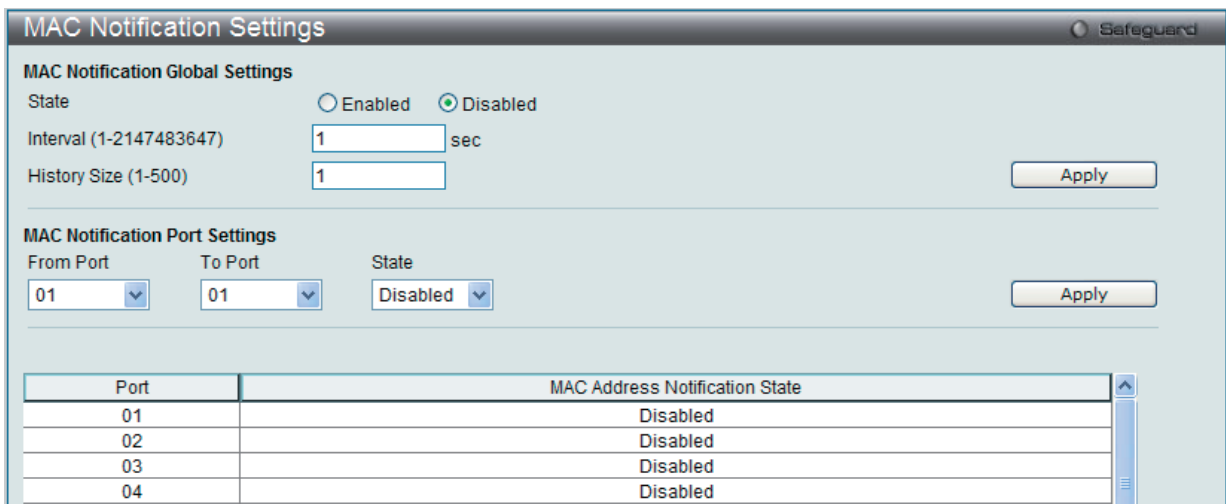 MAC Notification Settings Safeguard
MAC Notification Global Settings
State Enabled Disabled
Interval (1-2147483647) 1 sec
History Size (1-500) 1 Apply
MAC Notification Port Settings
From Port To Port State
01 01 Disabled Apply
Port MAC Address Notification State
01 Disabled
02 Disabled
03 Disabled
04 Disabled